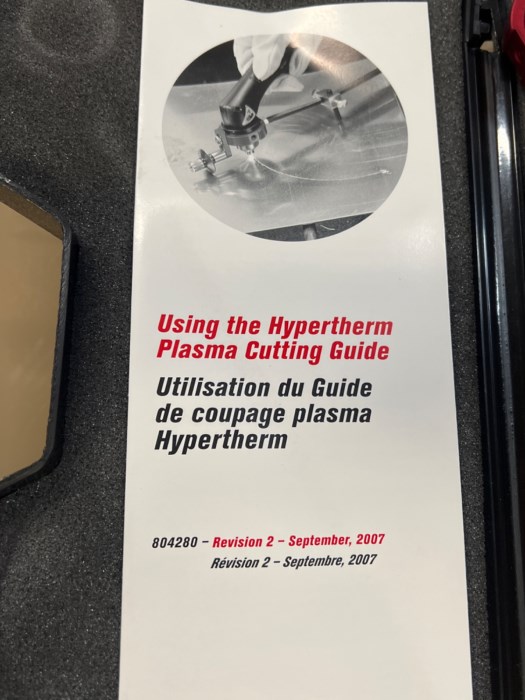 Using the Hypertherm
Plasma Cutting Guide
Utilisation du Guide
de coupage plasma
Hypertherm
804280 – Revision 2 – September, 2007
Révision 2 – Septembre, 2007